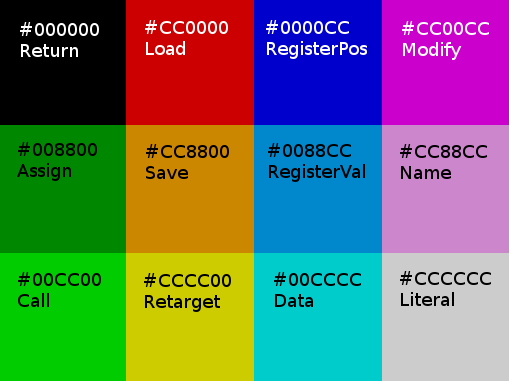 #000000
Return
#CC0000
Load
#0000CC
RegisterPos
#CC00CC
Modify
#008800
Assign
#CC8800
Save
#0088CC
RegisterVal
#CC88CC
Name
#00CC00
Call
#CCCC00
Retarget
#00CCCC
Data
#CCCCCC
Literal